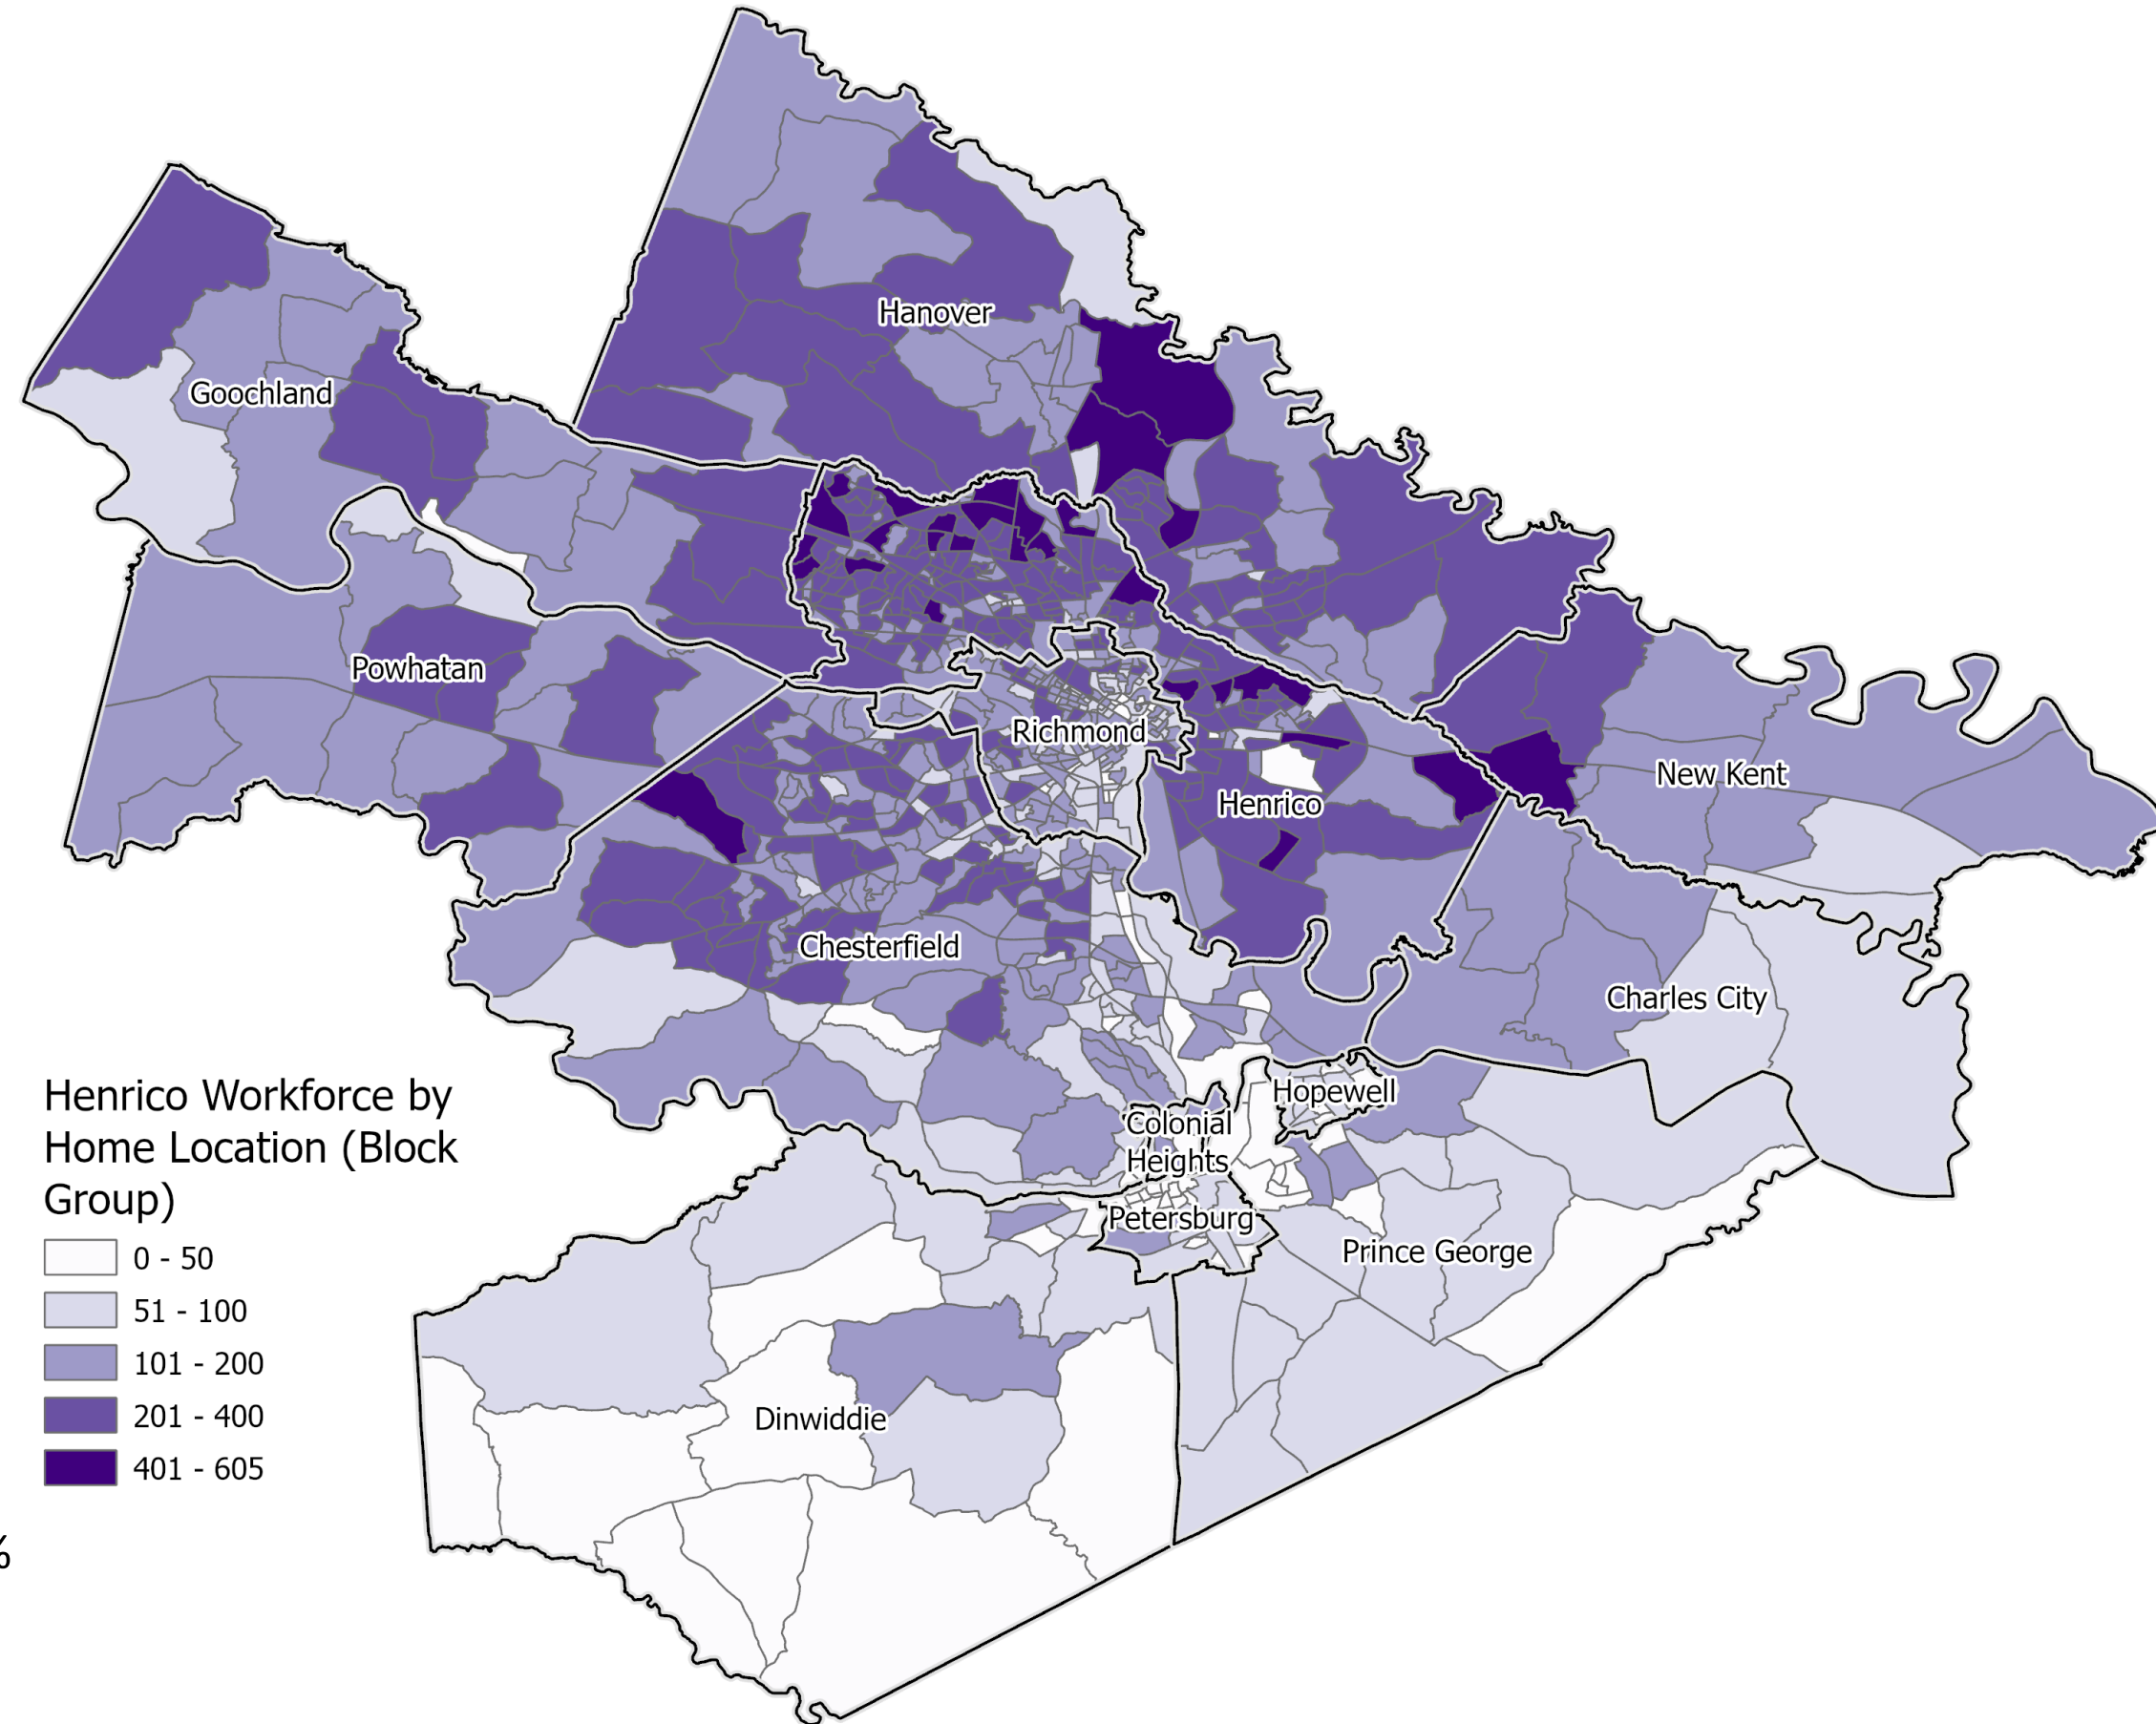 Hanover
Goochland
Powhatan
Richmond
New Kent
Henrico
Chesterfield
Charles City
Hopewell
Colonial
Heights
Petersburg
Prince George
Dinwiddie
Henrico Workforce by
Home Location (Block
Group)
0 - 50
51 - 100
101 - 200
201 - 400
401 - 605
%